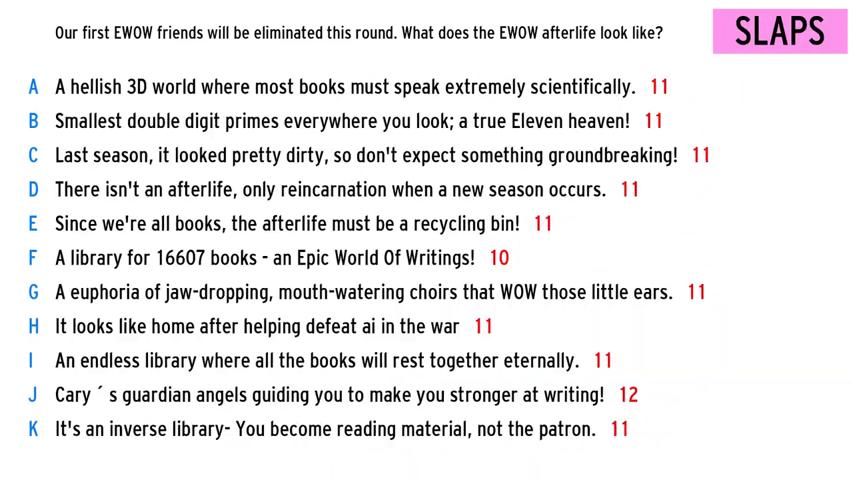 Our first EWOW friends will be eliminated this round. What does the EWOW afterlife look like?
SLAPS
A A hellish 3D world where most books must speak extremely scientifically. 11
B Smallest double digit primes everywhere you look; a true Eleven heaven! 11
C Last season, it looked pretty dirty, so don't expect something groundbreaking! 11
D There isn't an afterlife, only reincarnation when a new season occurs. 11
E Since we're all books, the afterlife must be a recycling bin! 11
F A library for 16607 books - an Epic World Of Writings! 10
G A euphoria of jaw-dropping, mouth-watering choirs that WOW those little ears. 11
H It looks like home after helping defeat ai in the war 11
I An endless library where all the books will rest together eternally. 11
J Cary ´ s guardian angels guiding you to make you stronger at writing! 12
K It's an inverse library- You become reading material, not the patron. 11